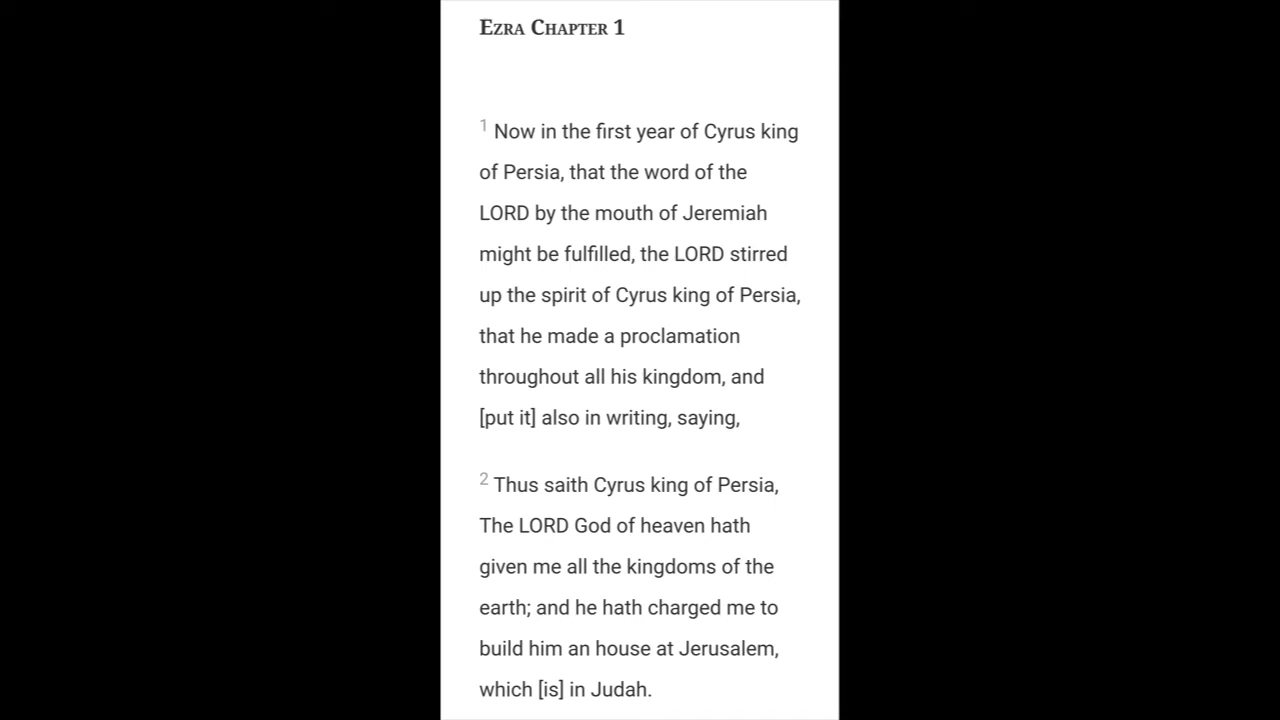 Ezra Chapter 1
1 Now in the first year of Cyrus king
of Persia, that the word of the
LORD by the mouth of Jeremiah
might be fulfilled, the LORD stirred
up the spirit of Cyrus king of Persia,
that he made a proclamation
throughout all his kingdom, and
[put it] also in writing, saying,
2 Thus saith Cyrus king of Persia,
The LORD God of heaven hath
given me all the kingdoms of the
earth; and he hath charged me to
build him an house at Jerusalem,
which [is] in Judah.